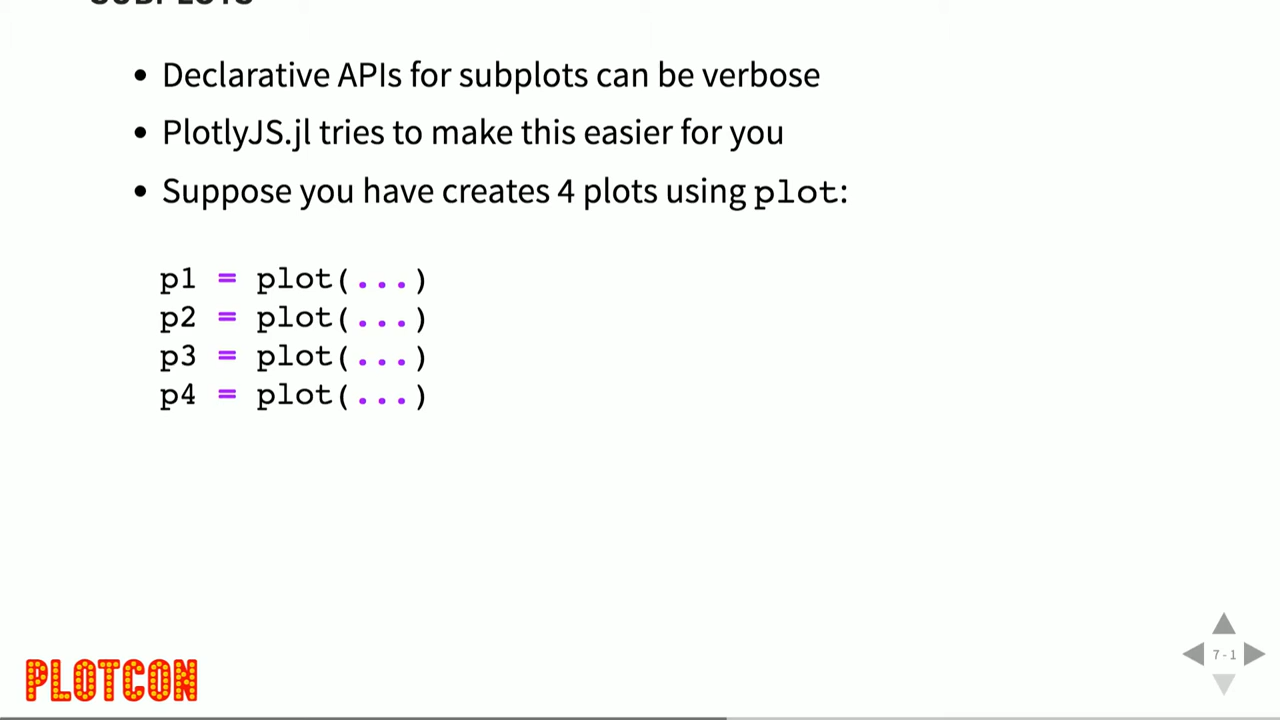 SUBPLOTS
• Declarative APIs for subplots can be verbose
• PlotlyJS.jl tries to make this easier for you
• Suppose you have creates 4 plots using plot:
p1 = plot(...)
p2 = plot(...)
p3 = plot(...)
p4 = plot(...)
7 - 1
PLOTCON